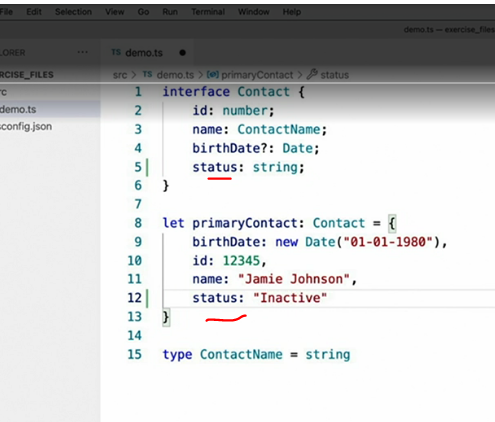 File Edit Selection View Go Run Terminal Window Help
demo.ts — exercise_files
LORER ... TS demo.ts ●
RCISE_FILES
src > TS demo.ts > primaryContact > status
rc
demo.ts
sconfig.json
1 interface Contact {
2 id: number;
3 name: ContactName;
4 birthDate?: Date;
5 status: string;
6 }
7
8 let primaryContact: Contact = {
9 birthDate: new Date("01-01-1980"),
10 id: 12345,
11 name: "Jamie Johnson",
12 status: "Inactive"
13 }
14
15 type ContactName = string